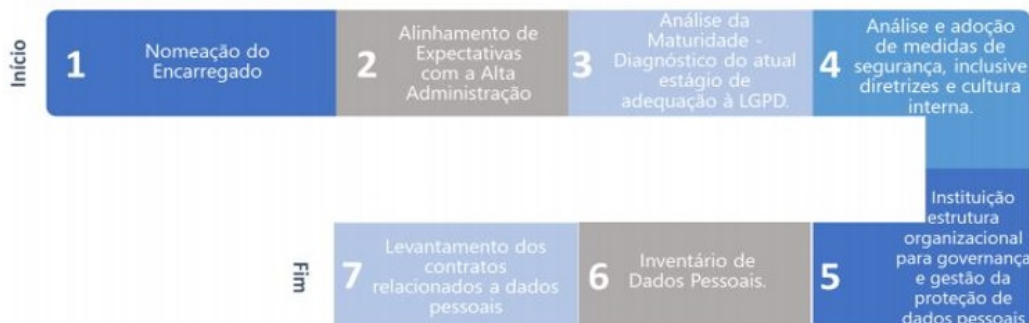 Início
1
Nomeação do
Encarregado
2
Alinhamento de
Expectativas
com a Alta
Administração
3
Análise da
Maturidade -
Diagnóstico do atual
estágio de
adequação à LGPD.
4
Análise e adoção
de medidas de
segurança, inclusive
diretrizes e cultura
interna.
5
Instituição
estrutura
organizacional
para governança
e gestão da
proteção de
dados pessoais
6
Inventário de
Dados Pessoais.
7
Levantamento dos
contratos
relacionados a dados
pessoais
Fim